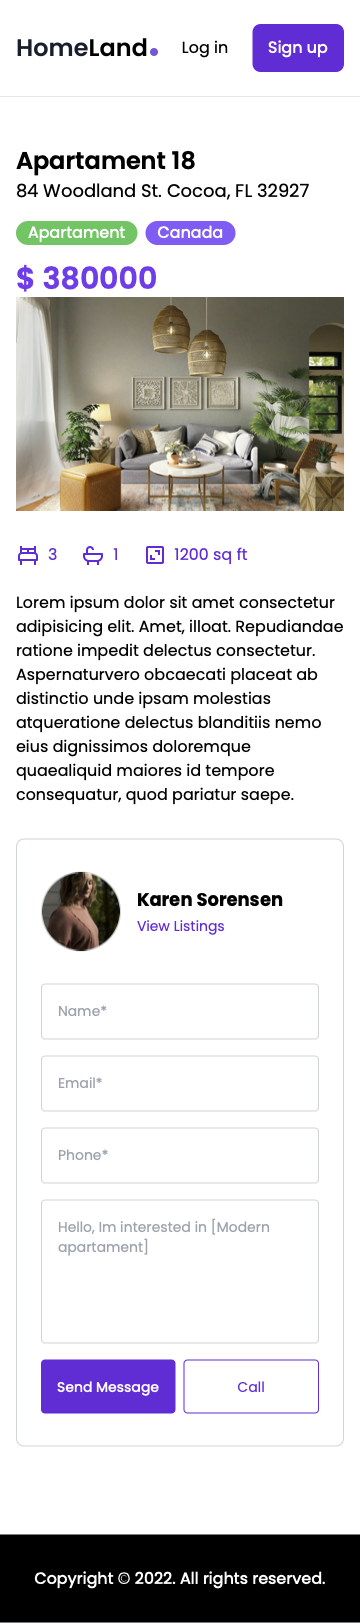 HomeLand.
Log in
Sign up
Apartament 18
84 Woodland St. Cocoa, FL 32927
Apartament
Canada
$ 380000
3
1
1200 sq ft
Lorem ipsum dolor sit amet consectetur
adipisicing elit. Amet, illoat. Repudiandae
ratione impedit delectus consectetur.
Aspernaturvero obcaecati placeat ab
distinctio unde ipsam molestias
atqueratione delectus blanditiis nemo
eius dignissimos doloremque
quaealiquid maiores id tempore
consequatur, quod pariatur saepe.
Karen Sorensen
View Listings
Name*
Email*
Phone*
Hello, Im interested in [Modern
apartament]
Send Message
Call
Copyright © 2022. All rights reserved.